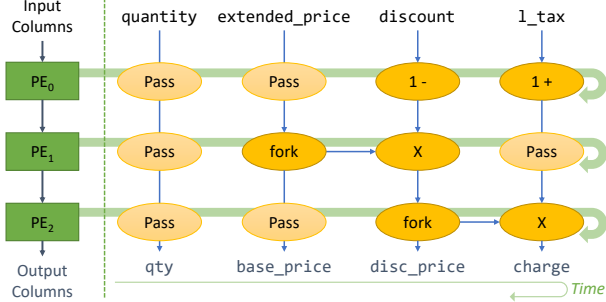 Input
Columns
quantity extended_price discount l_tax
PE0 Pass Pass 1 - 1 +
PE1 Pass fork X Pass
PE2 Pass Pass fork X
Output
Columns
qty base_price disc_price charge
Time